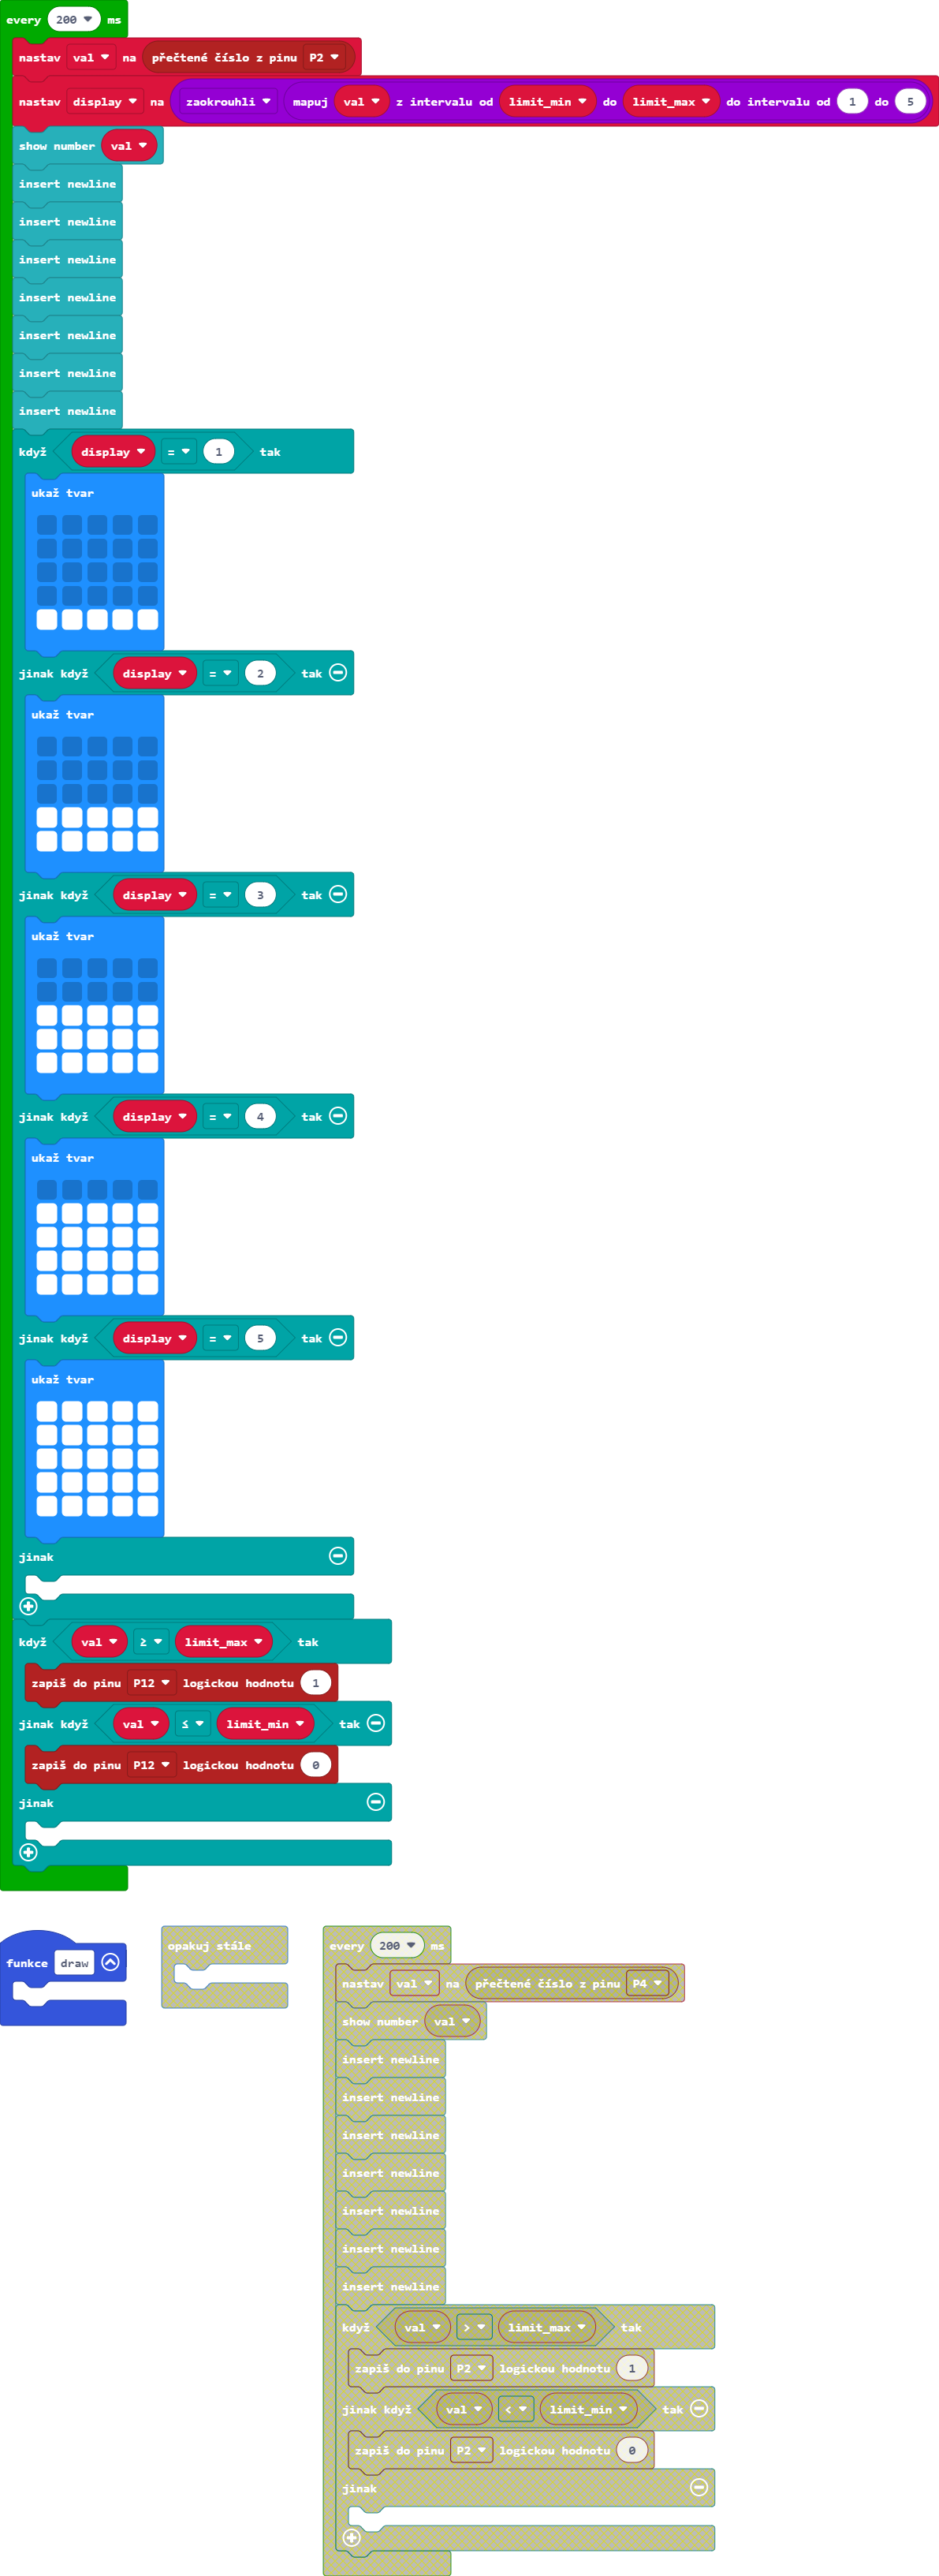 every 200 ms
nastav val na přečtené číslo z pinu P2
nastav display na zaokrouhli mapuj val z intervalu od limit_min do limit_max do intervalu od 1 do 5
show number val
insert newline
insert newline
insert newline
insert newline
insert newline
insert newline
insert newline
když display = 1 tak
ukaž tvar
jinak když display = 2 tak
ukaž tvar
jinak když display = 3 tak
ukaž tvar
jinak když display = 4 tak
ukaž tvar
jinak když display = 5 tak
ukaž tvar
jinak
když val ≥ limit_max tak
zapiš do pinu P12 logickou hodnotu 1
jinak když val ≤ limit_min tak
zapiš do pinu P12 logickou hodnotu 0
jinak
funkce draw
opakuj stále
every 200 ms
nastav val na přečtené číslo z pinu P4
show number val
insert newline
insert newline
insert newline
insert newline
insert newline
insert newline
insert newline
když val > limit_max tak
zapiš do pinu P2 logickou hodnotu 1
jinak když val < limit_min tak
zapiš do pinu P2 logickou hodnotu 0
jinak